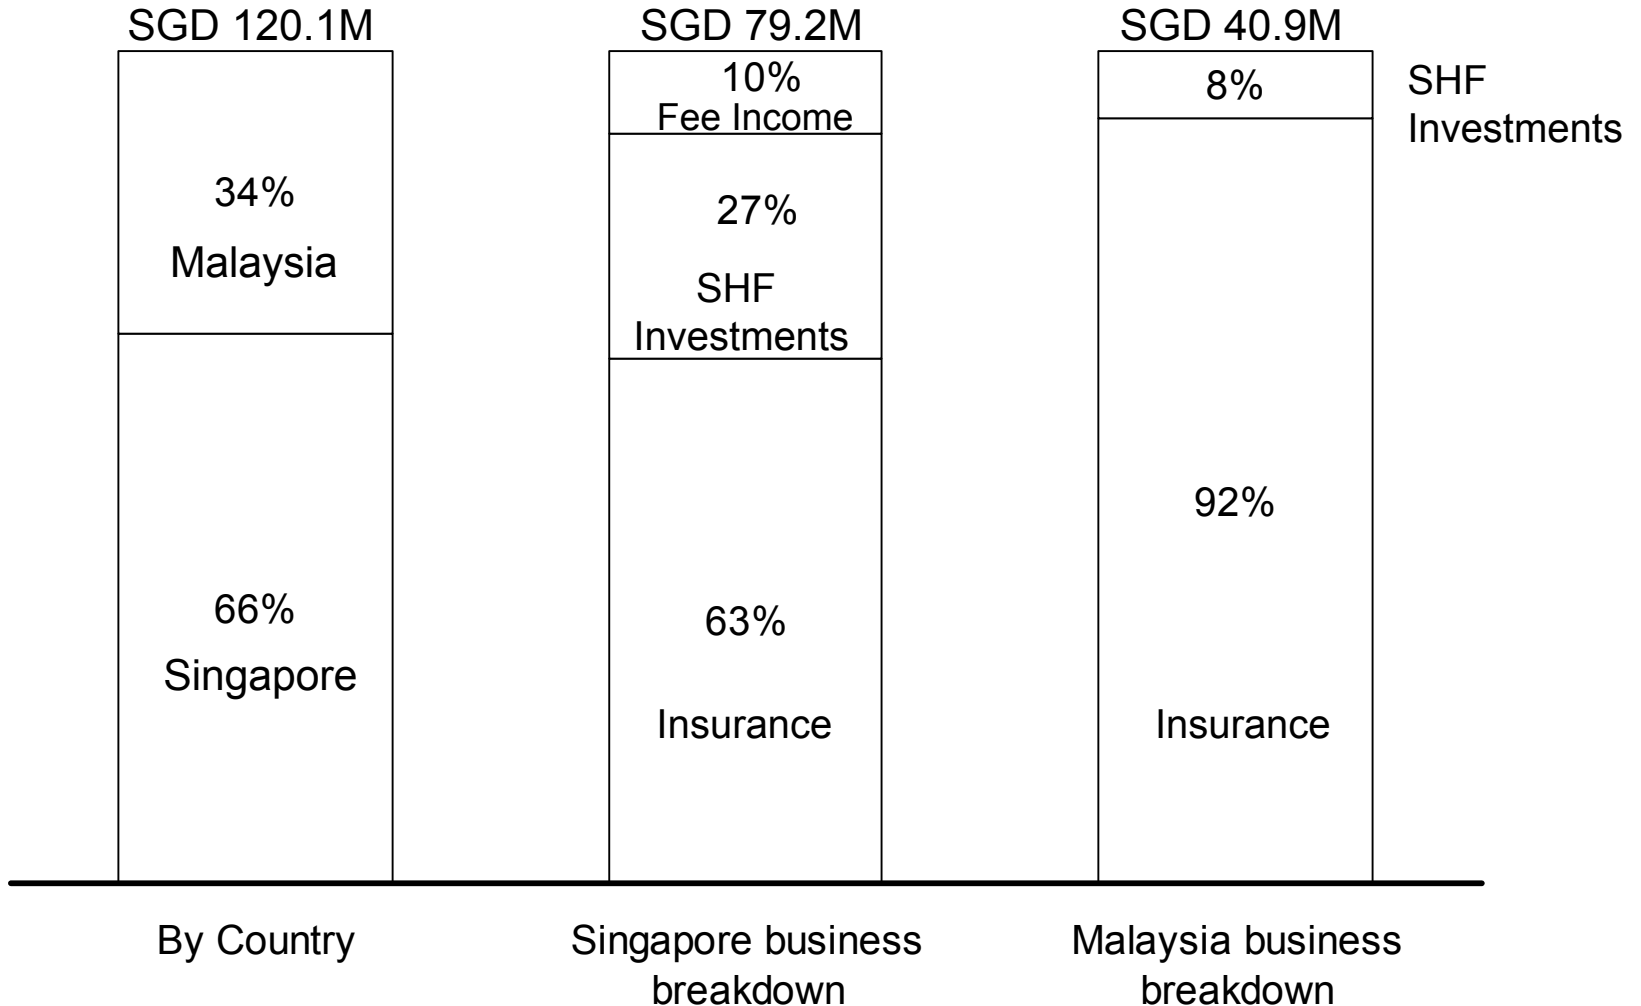 SGD 120.1M
34%
Malaysia
66%
Singapore
By Country
SGD 79.2M
10%
Fee Income
27%
SHF
Investments
63%
Insurance
Singapore business
breakdown
SGD 40.9M
8%
SHF
Investments
92%
Insurance
Malaysia business
breakdown